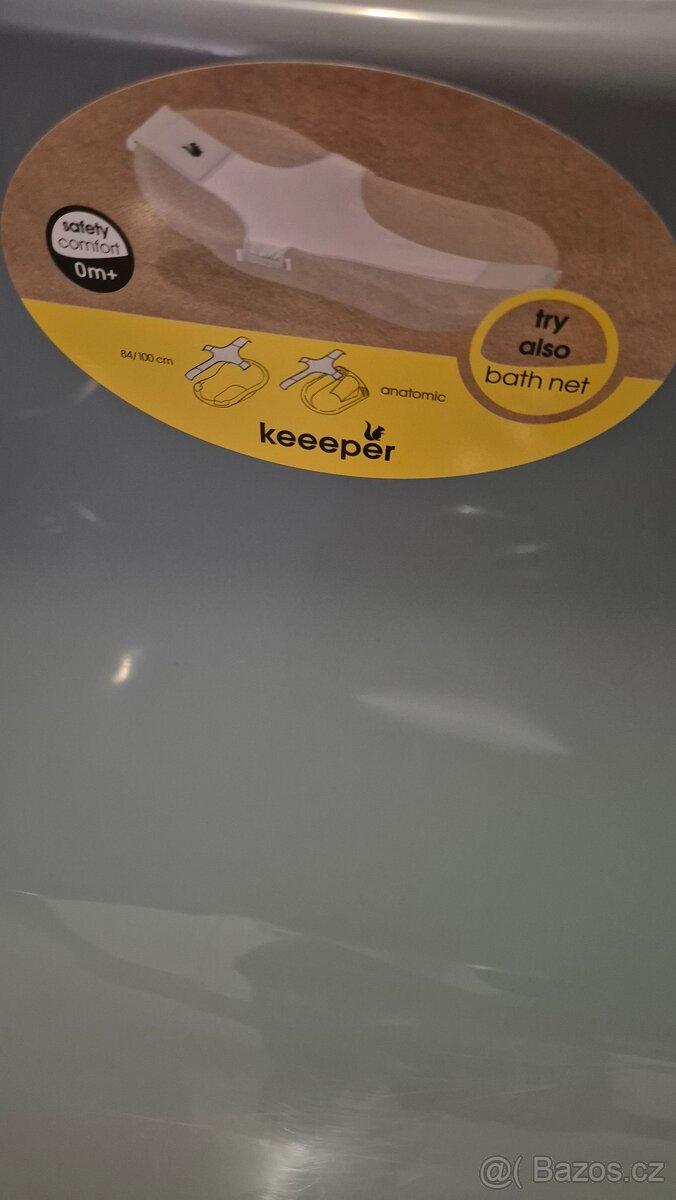 safety
comfort
0m+
try
also
bath net
84/100 cm
anatomic
keeeper
@( Bazos.cz